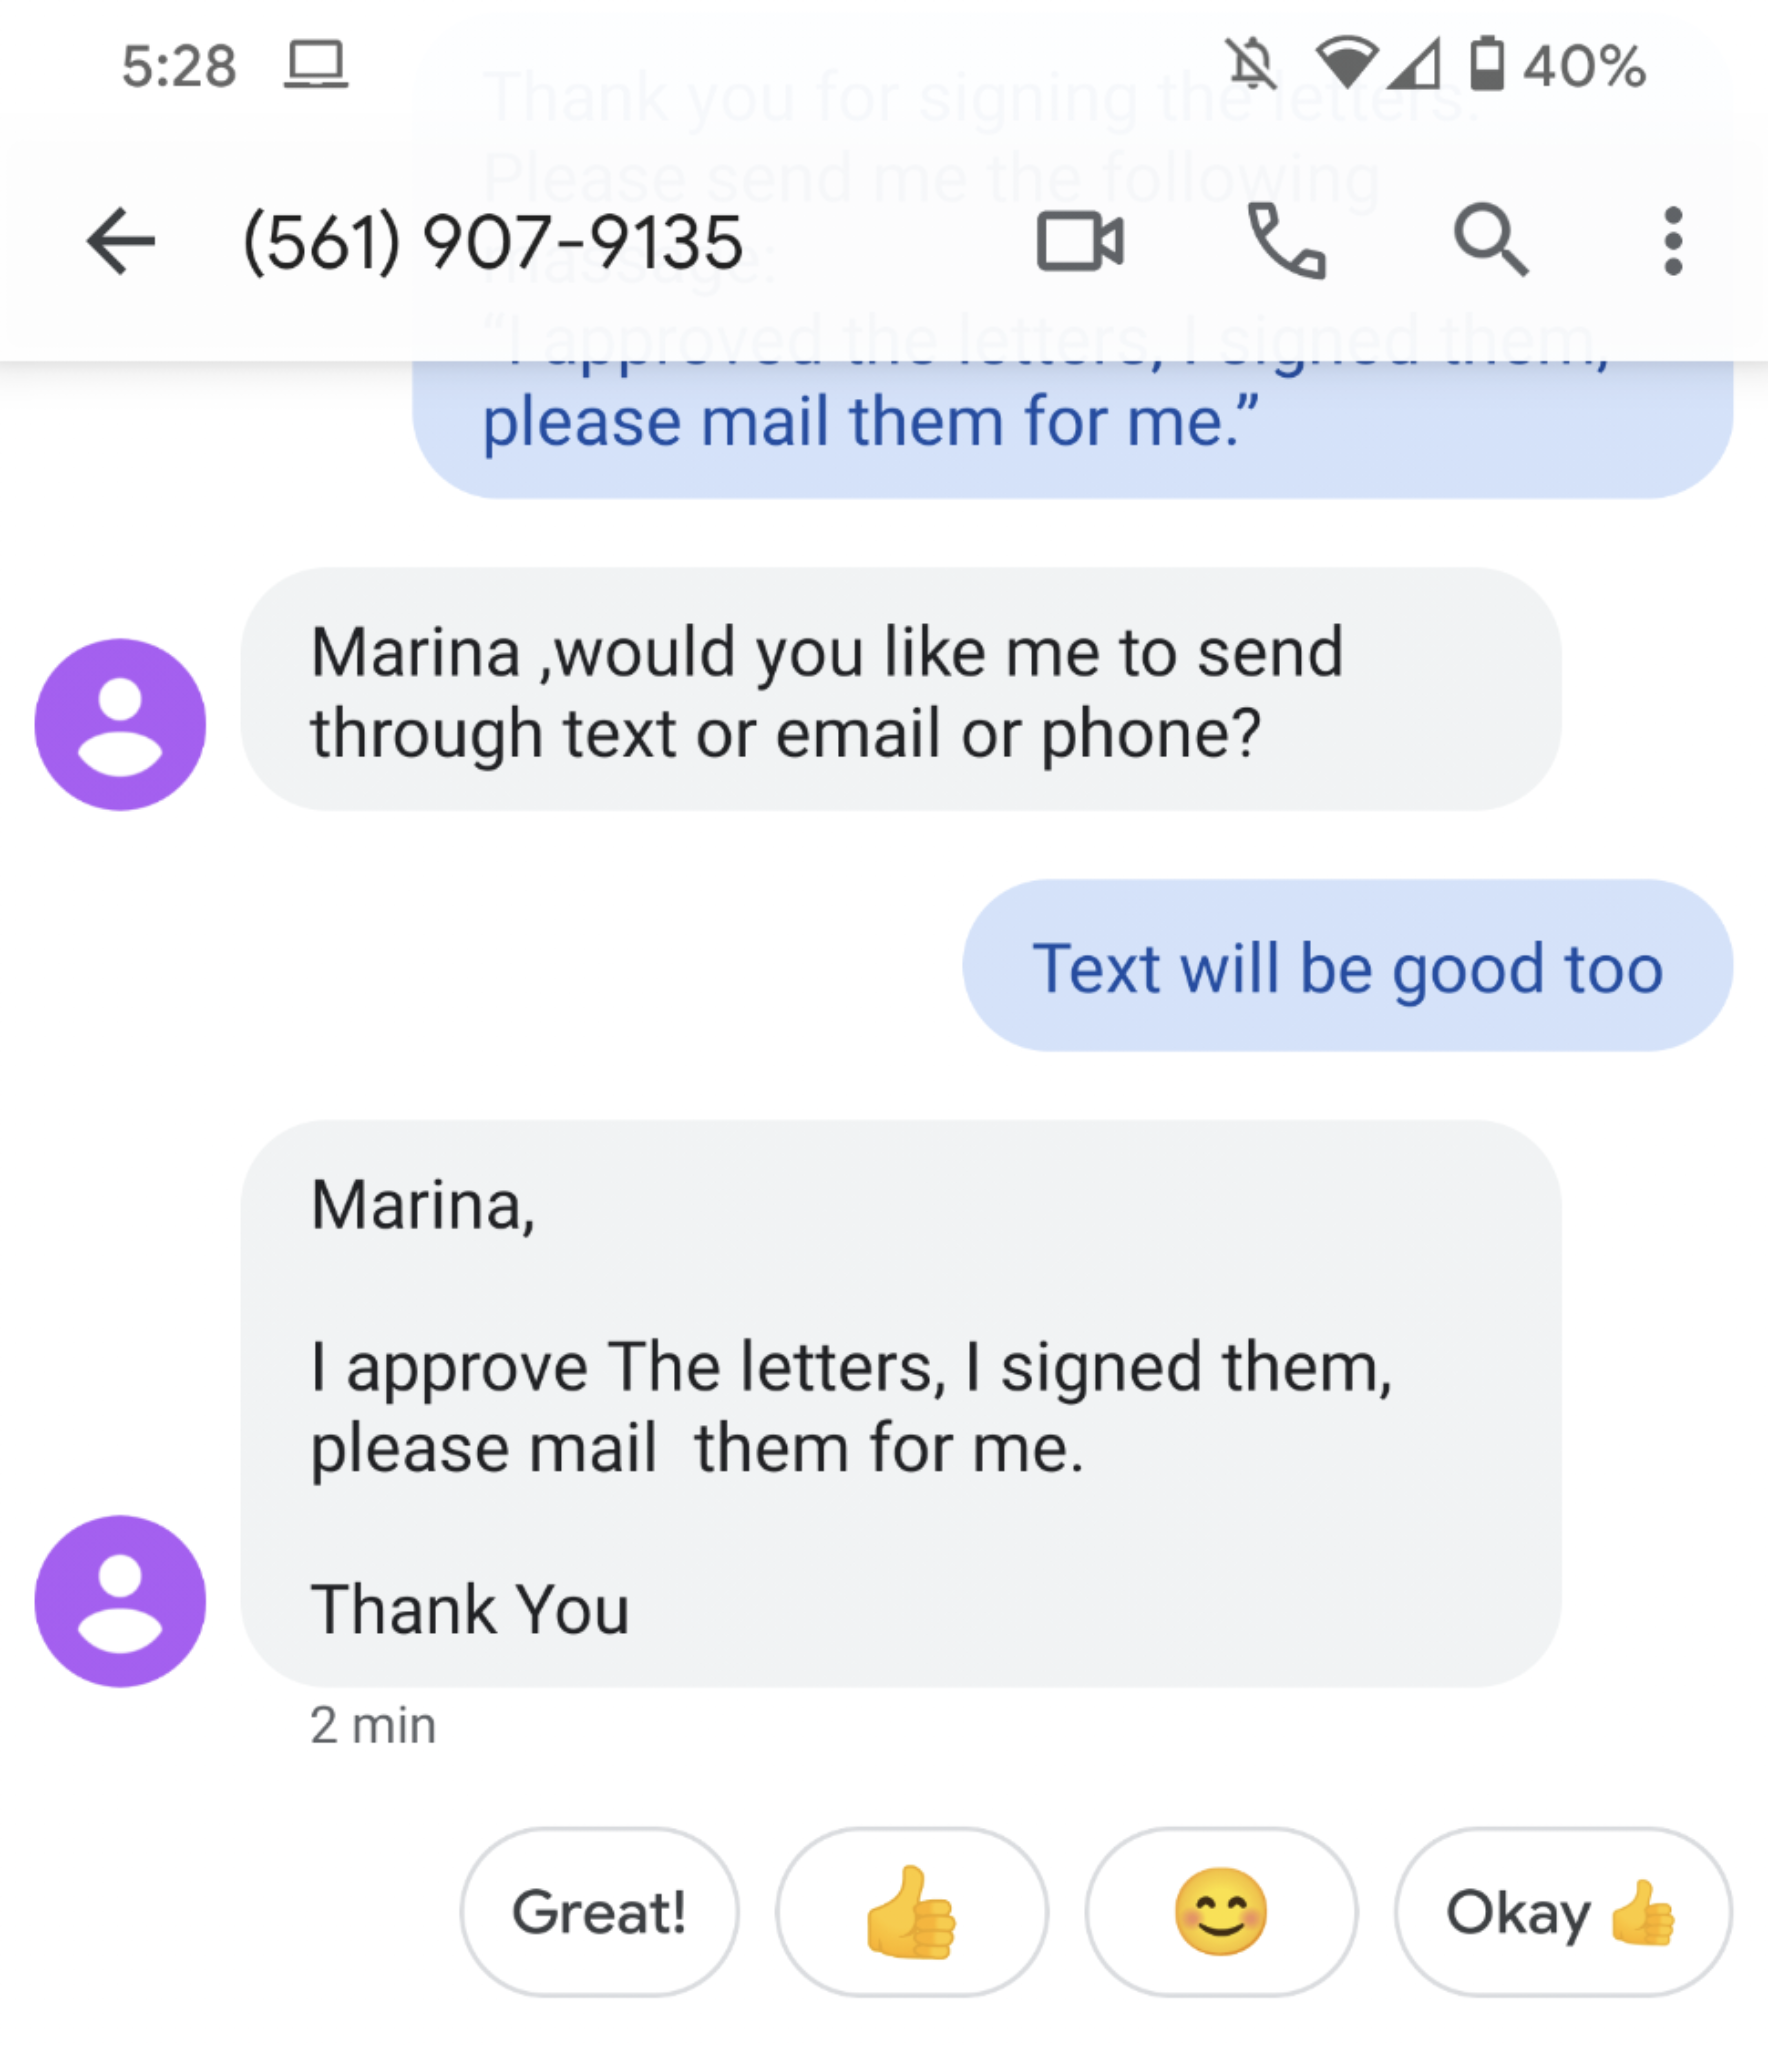 5:28 40%
Thank you for signing the letters.
Please send me the following
(561) 907-9135
massage:
“I approved the letters, I signed them,
please mail them for me.”
Marina ,would you like me to send
through text or email or phone?
Text will be good too
Marina,
I approve The letters, I signed them,
please mail  them for me.
Thank You
2 min
Great! 👍 😊 Okay 👍